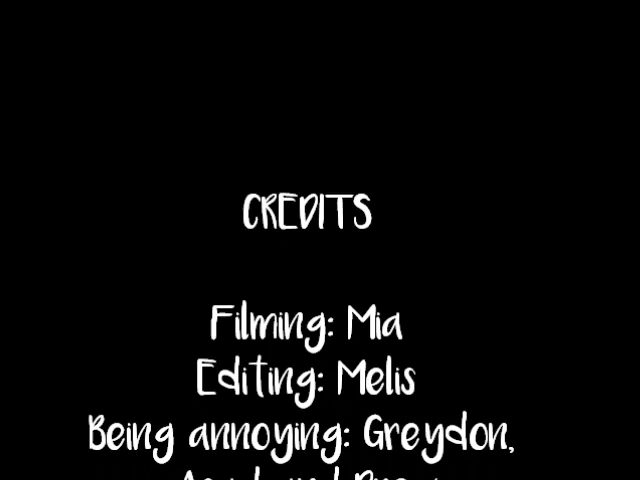 CREDITS
Filming: Mia
Editing: Melis
Being annoying: Greydon,